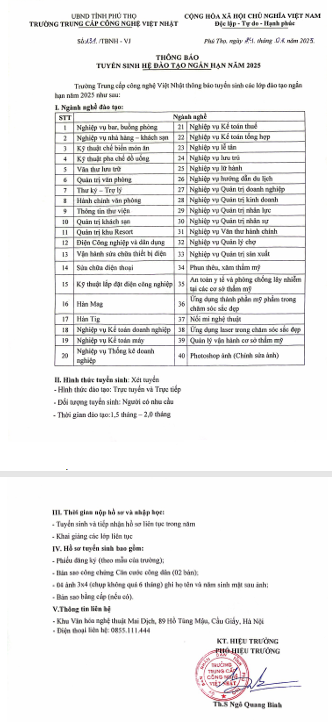 UBND TỈNH PHÚ THỌ
TRƯỜNG TRUNG CẤP CÔNG NGHỆ VIỆT NHẬT
CỘNG HÒA XÃ HỘI CHỦ NGHĨA VIỆT NAM
Độc lập - Tự do - Hạnh phúc
Số: /TBNH - VJ
Phú Thọ, ngày tháng năm 2025.
THÔNG BÁO
TUYỂN SINH HỆ ĐÀO TẠO NGẮN HẠN NĂM 2025
Trường Trung cấp công nghệ Việt Nhật thông báo tuyển sinh các lớp đào tạo ngắn
hạn năm 2025 như sau:
I. Ngành nghề đào tạo:
STT Ngành nghề
1 Nghiệp vụ bar, buồng phòng 21 Nghiệp vụ Kế toán thuế
2 Nghiệp vụ nhà hàng - khách sạn 22 Nghiệp vụ Kế toán tổng hợp
3 Kỹ thuật chế biến món ăn 23 Nghiệp vụ lễ tân
4 Kỹ thuật pha chế đồ uống 24 Nghiệp vụ lưu trú
5 Văn thư lưu trữ 25 Nghiệp vụ lữ hành
6 Quản trị văn phòng 26 Nghiệp vụ hướng dẫn du lịch
7 Thư ký – Trợ lý 27 Nghiệp vụ Quản trị doanh nghiệp
8 Hành chính văn phòng 28 Nghiệp vụ Quản trị kinh doanh
9 Thông tin thư viện 29 Nghiệp vụ Quản trị nhân lực
10 Quản trị khách sạn 30 Nghiệp vụ Quản trị nhân sự
11 Quản trị khu Resort 31 Nghiệp vụ Văn thư hành chính
12 Điện Công nghiệp và dân dụng 32 Nghiệp vụ Quản lý chợ
13 Vận hành sửa chữa thiết bị điện 33 Nghiệp vụ Quản trị sản xuất
14 Sửa chữa điện thoại 34 Phun thêu, xăm thẩm mỹ
15 Kỹ thuật lắp đặt điện công nghiệp 35 An toàn y tế và phòng chống lây nhiễm
tại các cơ sở thẩm mỹ
16 Hàn Mag 36 Ứng dụng thành phần mỹ phẩm trong
chăm sóc sắc đẹp
17 Hàn Tig 37 Nối mi nghệ thuật
18 Nghiệp vụ Kế toán doanh nghiệp 38 Ứng dụng laser trong chăm sóc sắc đẹp
19 Nghiệp vụ Kế toán máy 39 Quản lý vận hành cơ sở thẩm mỹ
20 Nghiệp vụ Thống kê doanh
nghiệp 40 Photoshop ảnh (Chỉnh sửa ảnh)
II. Hình thức tuyển sinh: Xét tuyển
- Hình thức đào tạo: Trực tuyến và Trực tiếp
- Đối tượng tuyển sinh: Người có nhu cầu
- Thời gian đào tạo:1,5 tháng – 2,0 tháng
III. Thời gian nộp hồ sơ và nhập học:
- Tuyển sinh và tiếp nhận hồ sơ liên tục trong năm
- Khai giảng các lớp liên tục
IV. Hồ sơ tuyển sinh bao gồm:
- Phiếu đăng ký (theo mẫu của trường);
- Bản sao công chứng Căn cước công dân (02 bản);
- 04 ảnh 3x4 (chụp không quá 6 tháng) ghi họ tên và năm sinh mặt sau ảnh;
- Bản sao bằng cấp (nếu có).
V.Thông tin liên hệ
- Khu Văn hóa nghệ thuật Mai Dịch, 89 Hồ Tùng Mậu, Cầu Giấy, Hà Nội
- Điện thoại liên hệ: 0855.111.444
KT. HIỆU TRƯỞNG
PHÓ HIỆU TRƯỞNG
TRƯỜNG
TRUNG CẤP
CÔNG NGHỆ
VIỆT NHẬT
Th.S Ngô Quang Bình